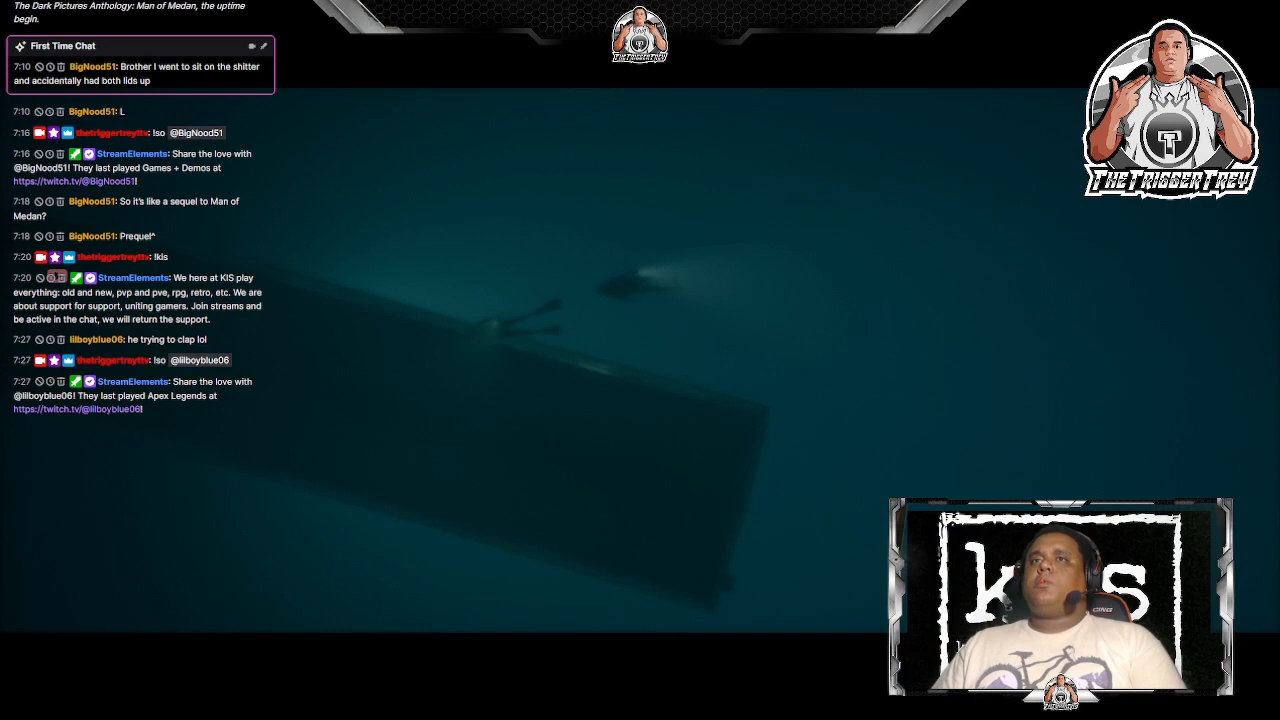 The Dark Pictures Anthology: Man of Medan, the uptime
begin.
First Time Chat
7:10 BigNood51: Brother I went to sit on the shitter
and accidentally had both lids up
7:10 BigNood51: L
7:16 thetriggertreyttv: !so @BigNood51
7:16 StreamElements: Share the love with
@BigNood51! They last played Games + Demos at
https://twitch.tv/@BigNood51!
7:18 BigNood51: So it's like a sequel to Man of
Medan?
7:18 BigNood51: Prequel^
7:20 thetriggertreyttv: !kis
7:20 StreamElements: We here at KIS play
everything: old and new, pvp and pve, rpg, retro, etc. We
are about support for support, uniting gamers. Join streams and
be active in the chat, we will return the support.
7:27 lilboyblue06: he trying to clap lol
7:27 thetriggertreyttv: !so @lilboyblue06
7:27 StreamElements: Share the love with
@lilboyblue06! They last played Apex Legends at
https://twitch.tv/@lilboyblue06!
THETRIGGERTREY
T
THETRIGGERTREY
k s
CING